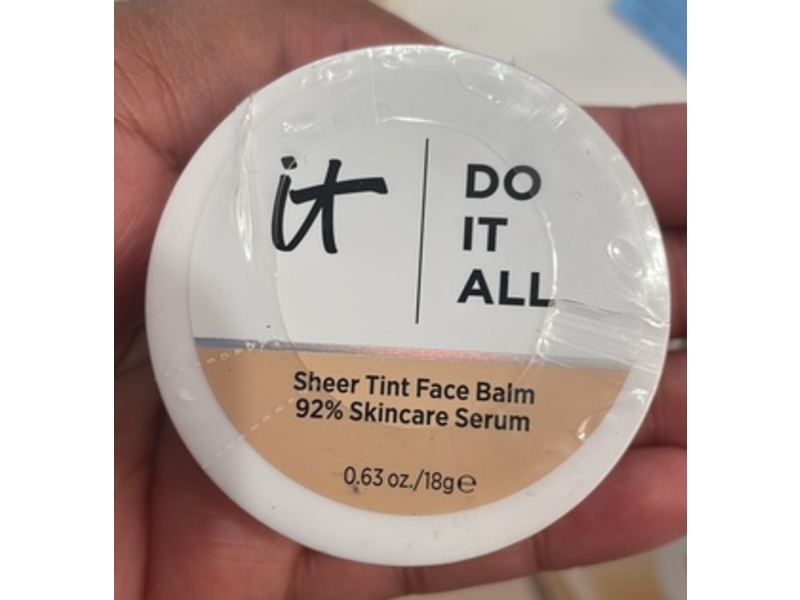 it
DO
IT
ALL
Sheer Tint Face Balm
92% Skincare Serum
0.63 oz./18g℮